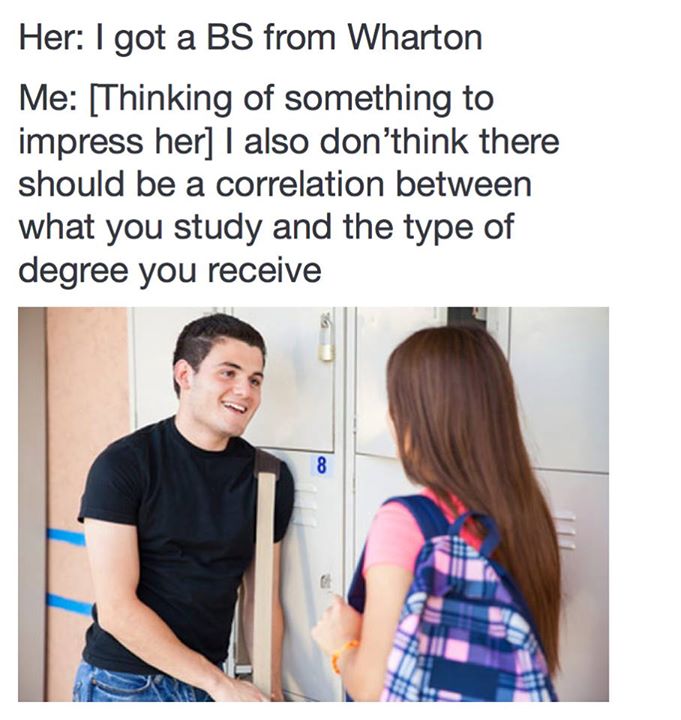 Her: I got a BS from Wharton
Me: [Thinking of something to
impress her] I also don'think there
should be a correlation between
what you study and the type of
degree you receive
8